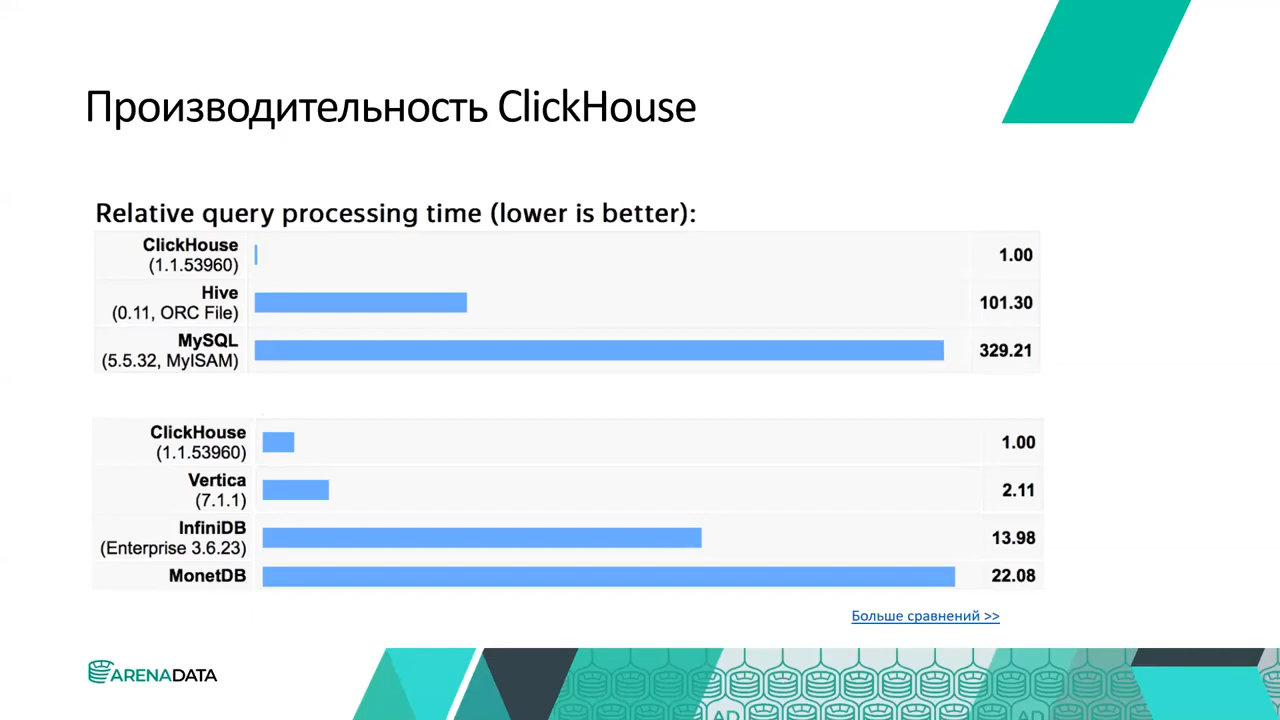 Производительность ClickHouse
Relative query processing time (lower is better):
ClickHouse
(1.1.53960)
1.00
Hive
(0.11, ORC File)
101.30
MySQL
(5.5.32, MyISAM)
329.21
ClickHouse
(1.1.53960)
1.00
Vertica
(7.1.1)
2.11
InfiniDB
(Enterprise 3.6.23)
13.98
MonetDB
22.08
Больше сравнений >>
ARENADATA
AD
AD